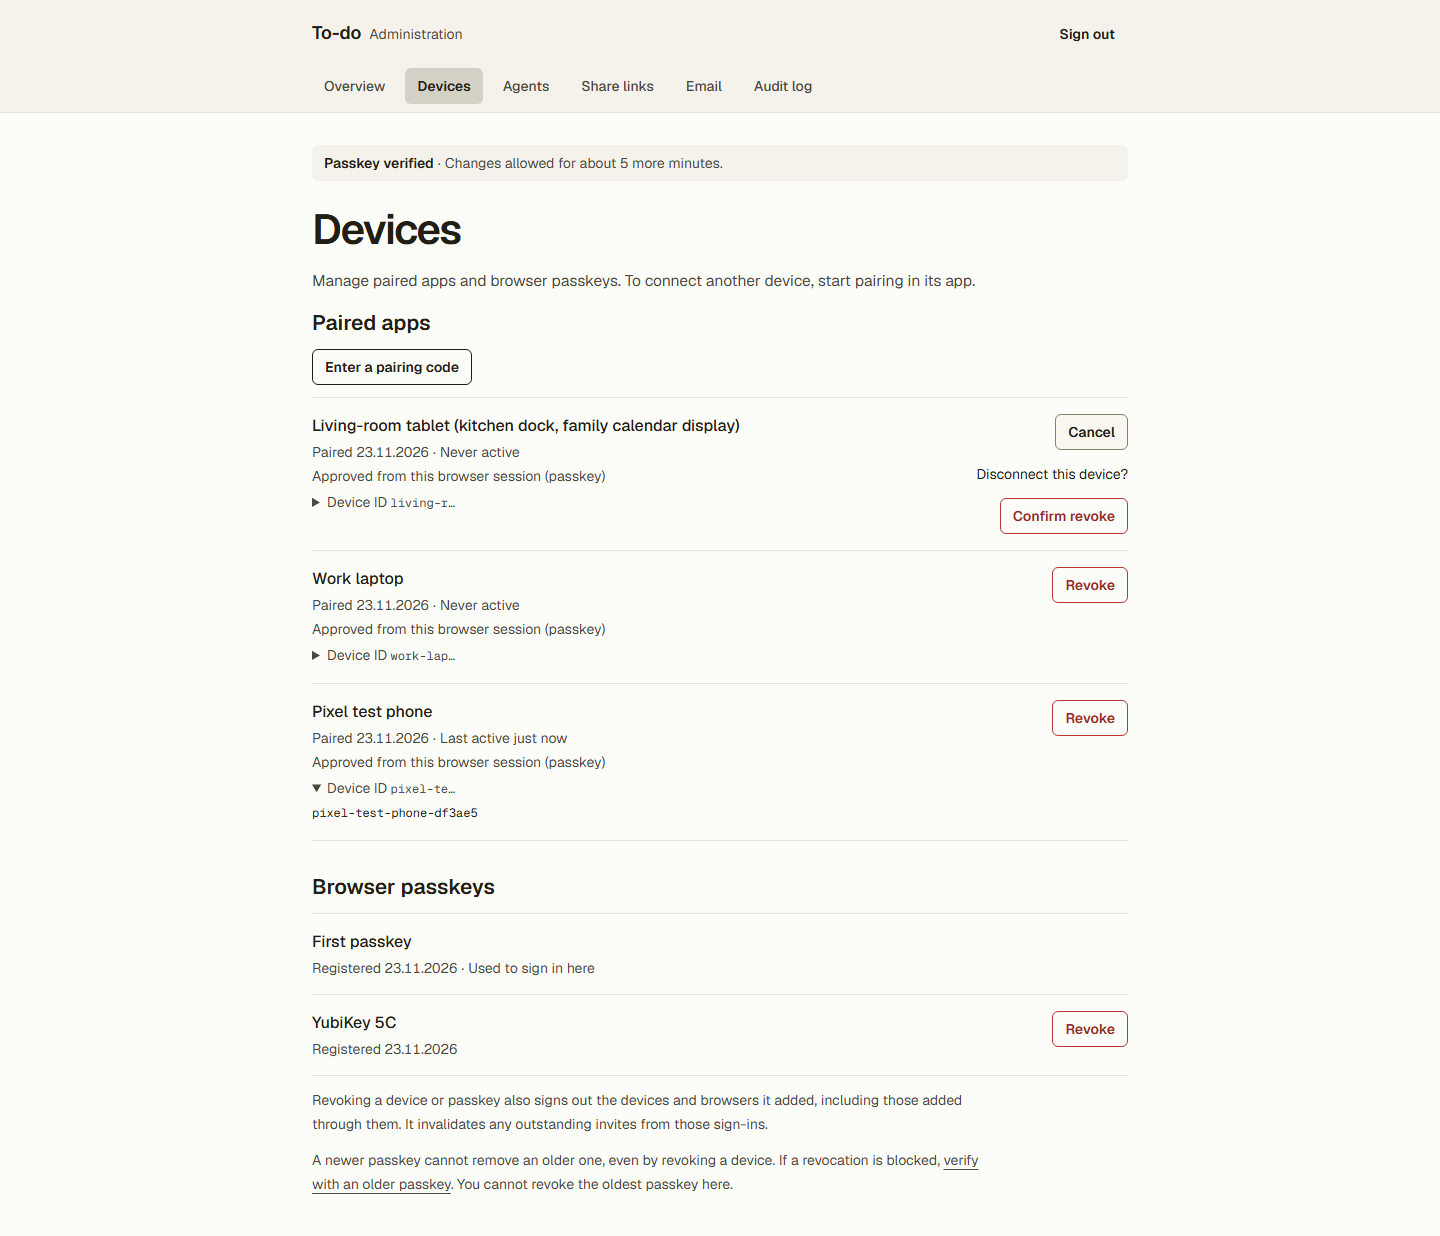 To-do Administration
Sign out
Overview Devices Agents Share links Email Audit log
Passkey verified · Changes allowed for about 5 more minutes.
Devices
Manage paired apps and browser passkeys. To connect another device, start pairing in its app.
Paired apps
Enter a pairing code
Living-room tablet (kitchen dock, family calendar display)
Paired 23.11.2026 · Never active
Approved from this browser session (passkey)
Device ID living-r…
Cancel
Disconnect this device?
Confirm revoke
Work laptop
Paired 23.11.2026 · Never active
Approved from this browser session (passkey)
Device ID work-lap…
Revoke
Pixel test phone
Paired 23.11.2026 · Last active just now
Approved from this browser session (passkey)
Device ID pixel-te…
pixel-test-phone-df3ae5
Revoke
Browser passkeys
First passkey
Registered 23.11.2026 · Used to sign in here
YubiKey 5C
Registered 23.11.2026
Revoke
Revoking a device or passkey also signs out the devices and browsers it added, including those added
through them. It invalidates any outstanding invites from those sign-ins.
A newer passkey cannot remove an older one, even by revoking a device. If a revocation is blocked, verify
with an older passkey. You cannot revoke the oldest passkey here.